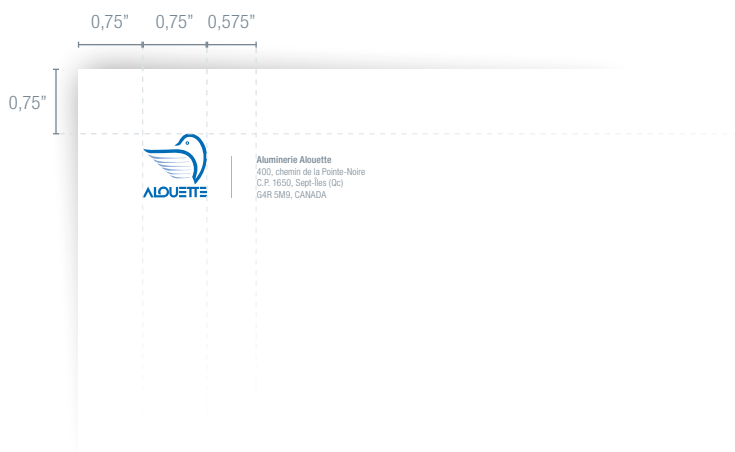 0,75" 0,75" 0,575"
0,75"
ALOUETTE
Aluminerie Alouette
400, chemin de la Pointe-Noire
C.P. 1650, Sept-Îles (Qc)
G4R 5M9, CANADA